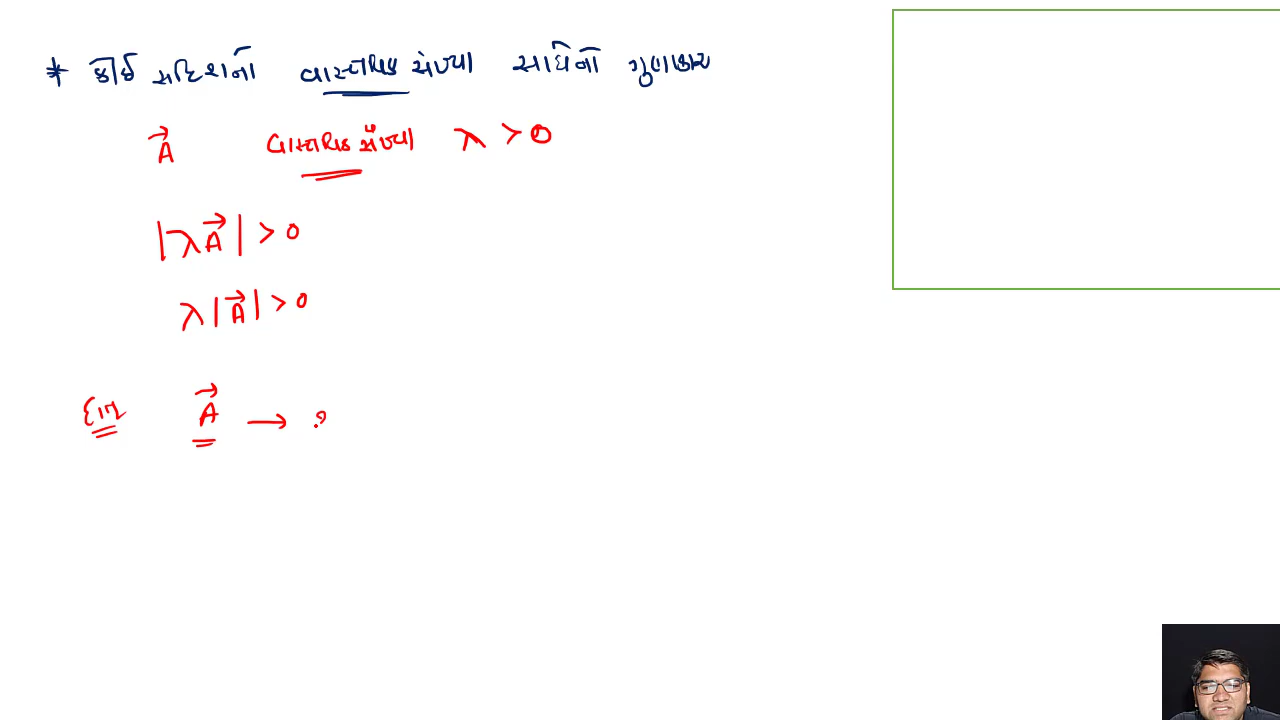 * કોઈ સદિશનો વાસ્તવિક સંખ્યા સાથેનો ગુણાકાર
A⃗ વાસ્તવિક સંખ્યા λ > 0
|λA⃗| > 0
λ|A⃗| > 0
A⃗ →